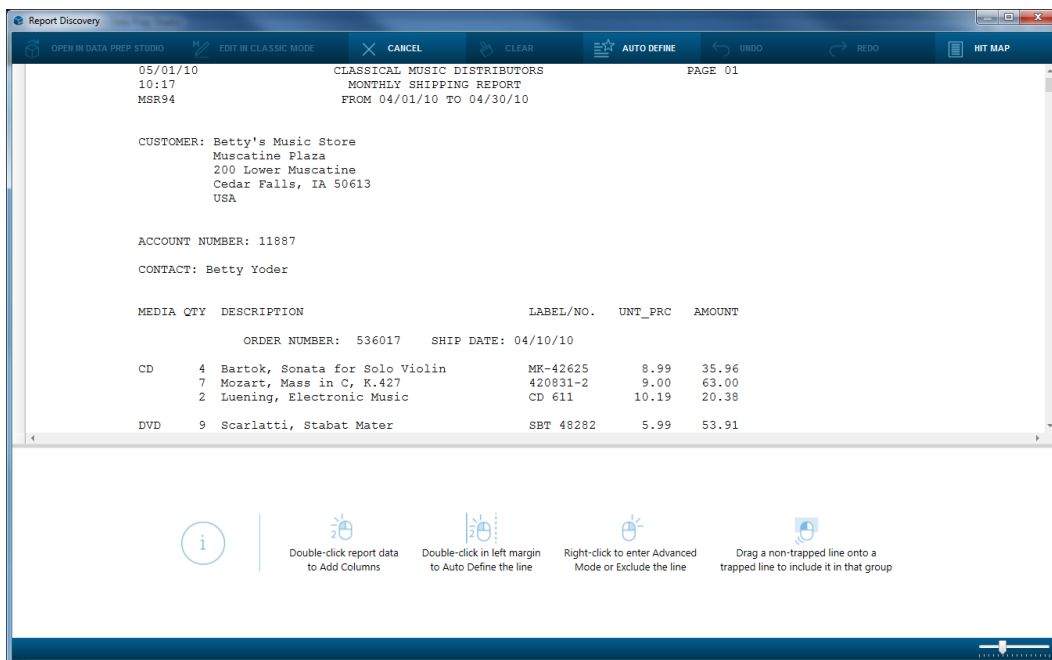 Report Discovery
OPEN IN DATA PREP STUDIO EDIT IN CLASSIC MODE CANCEL CLEAR AUTO DEFINE UNDO REDO HIT MAP
05/01/10 CLASSICAL MUSIC DISTRIBUTORS PAGE 01
10:17 MONTHLY SHIPPING REPORT
MSR94 FROM 04/01/10 TO 04/30/10
CUSTOMER: Betty's Music Store
Muscatine Plaza
200 Lower Muscatine
Cedar Falls, IA 50613
USA
ACCOUNT NUMBER: 11887
CONTACT: Betty Yoder
MEDIA QTY DESCRIPTION LABEL/NO. UNT_PRC AMOUNT
ORDER NUMBER: 536017 SHIP DATE: 04/10/10
CD 4 Bartok, Sonata for Solo Violin MK-42625 8.99 35.96
7 Mozart, Mass in C, K.427 420831-2 9.00 63.00
2 Luening, Electronic Music CD 611 10.19 20.38
DVD 9 Scarlatti, Stabat Mater SBT 48282 5.99 53.91
Double-click report data
to Add Columns
Double-click in left margin
to Auto Define the line
Right-click to enter Advanced
Mode or Exclude the line
Drag a non-trapped line onto a
trapped line to include it in that group